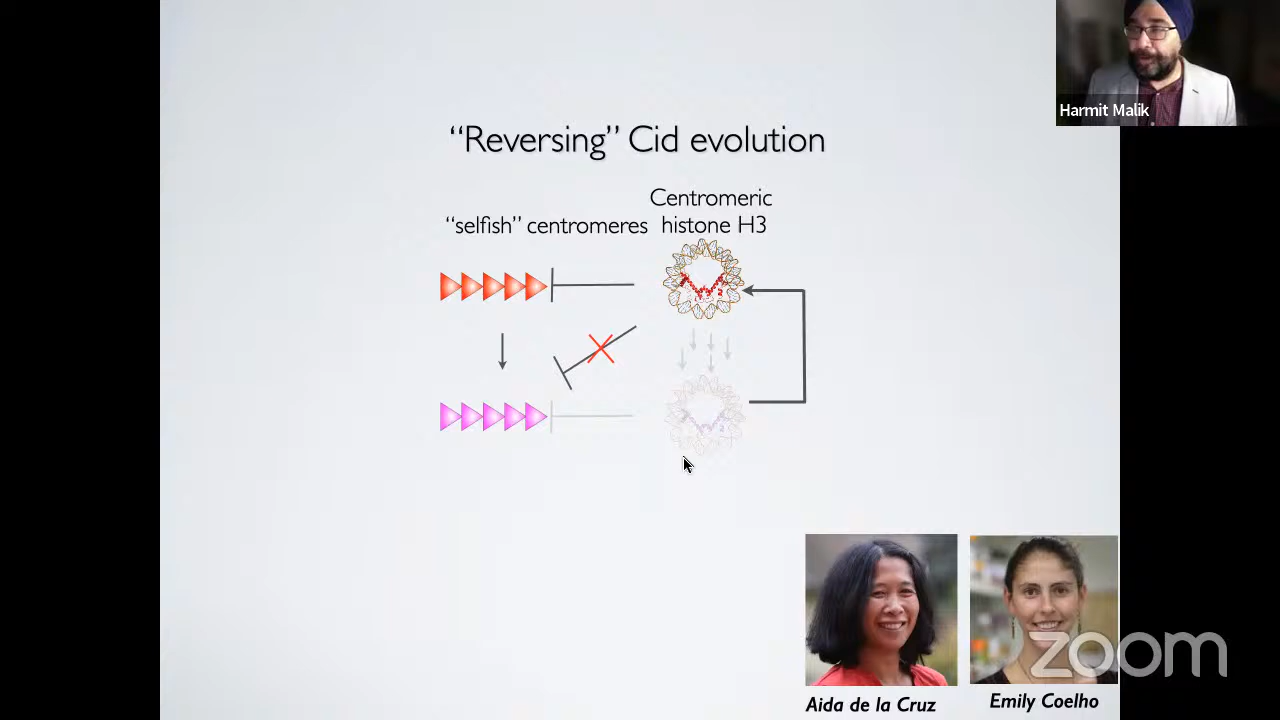 Harmit Malik
“Reversing” Cid evolution
“selfish” centromeres
Centromeric
histone H3
zoom
Aida de la Cruz
Emily Coelho